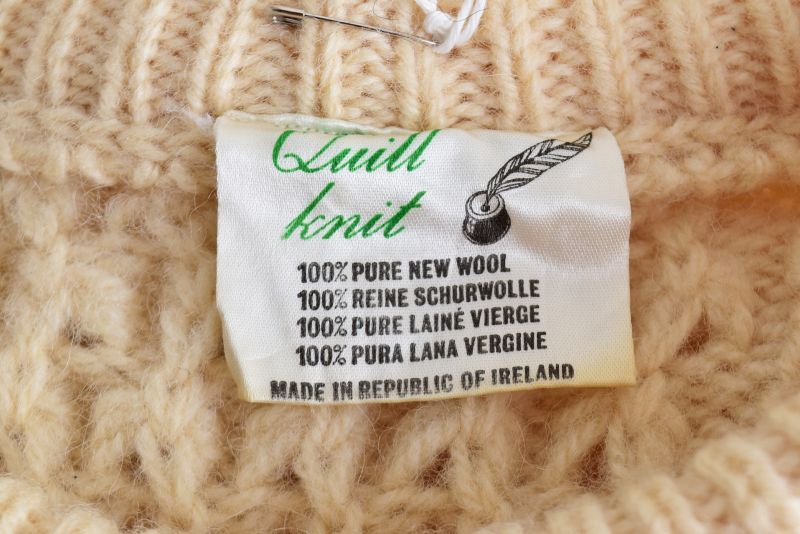 Quill
knit
100% PURE NEW WOOL
100% REINE SCHURWOLLE
100% PURE LAINÉ VIERGE
100% PURA LANA VERGINE
MADE IN REPUBLIC OF IRELAND